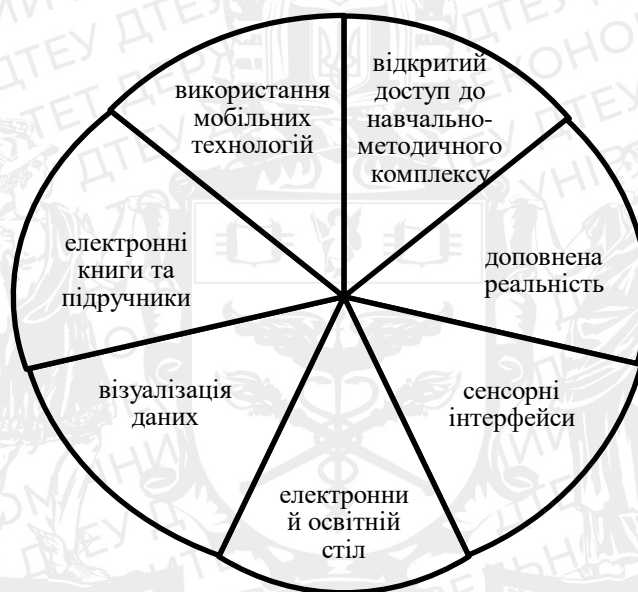 відкритий
доступ до
навчально-
методичного
комплексу
доповнена
реальність
сенсорні
інтерфейси
електронни
й освітній
стіл
візуалізація
даних
електронні
книги та
підручники
використання
мобільних
технологій